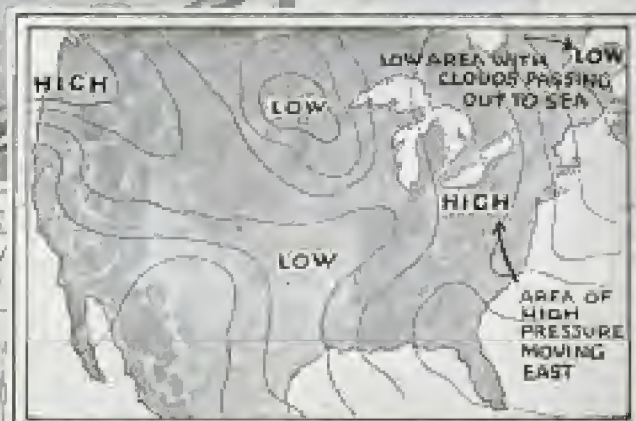 HIGH
LOW
LOW AREA WITH
CLOUDS PASSING
OUT TO SEA
LOW
HIGH
LOW
AREA OF
HIGH
PRESSURE
MOVING
EAST